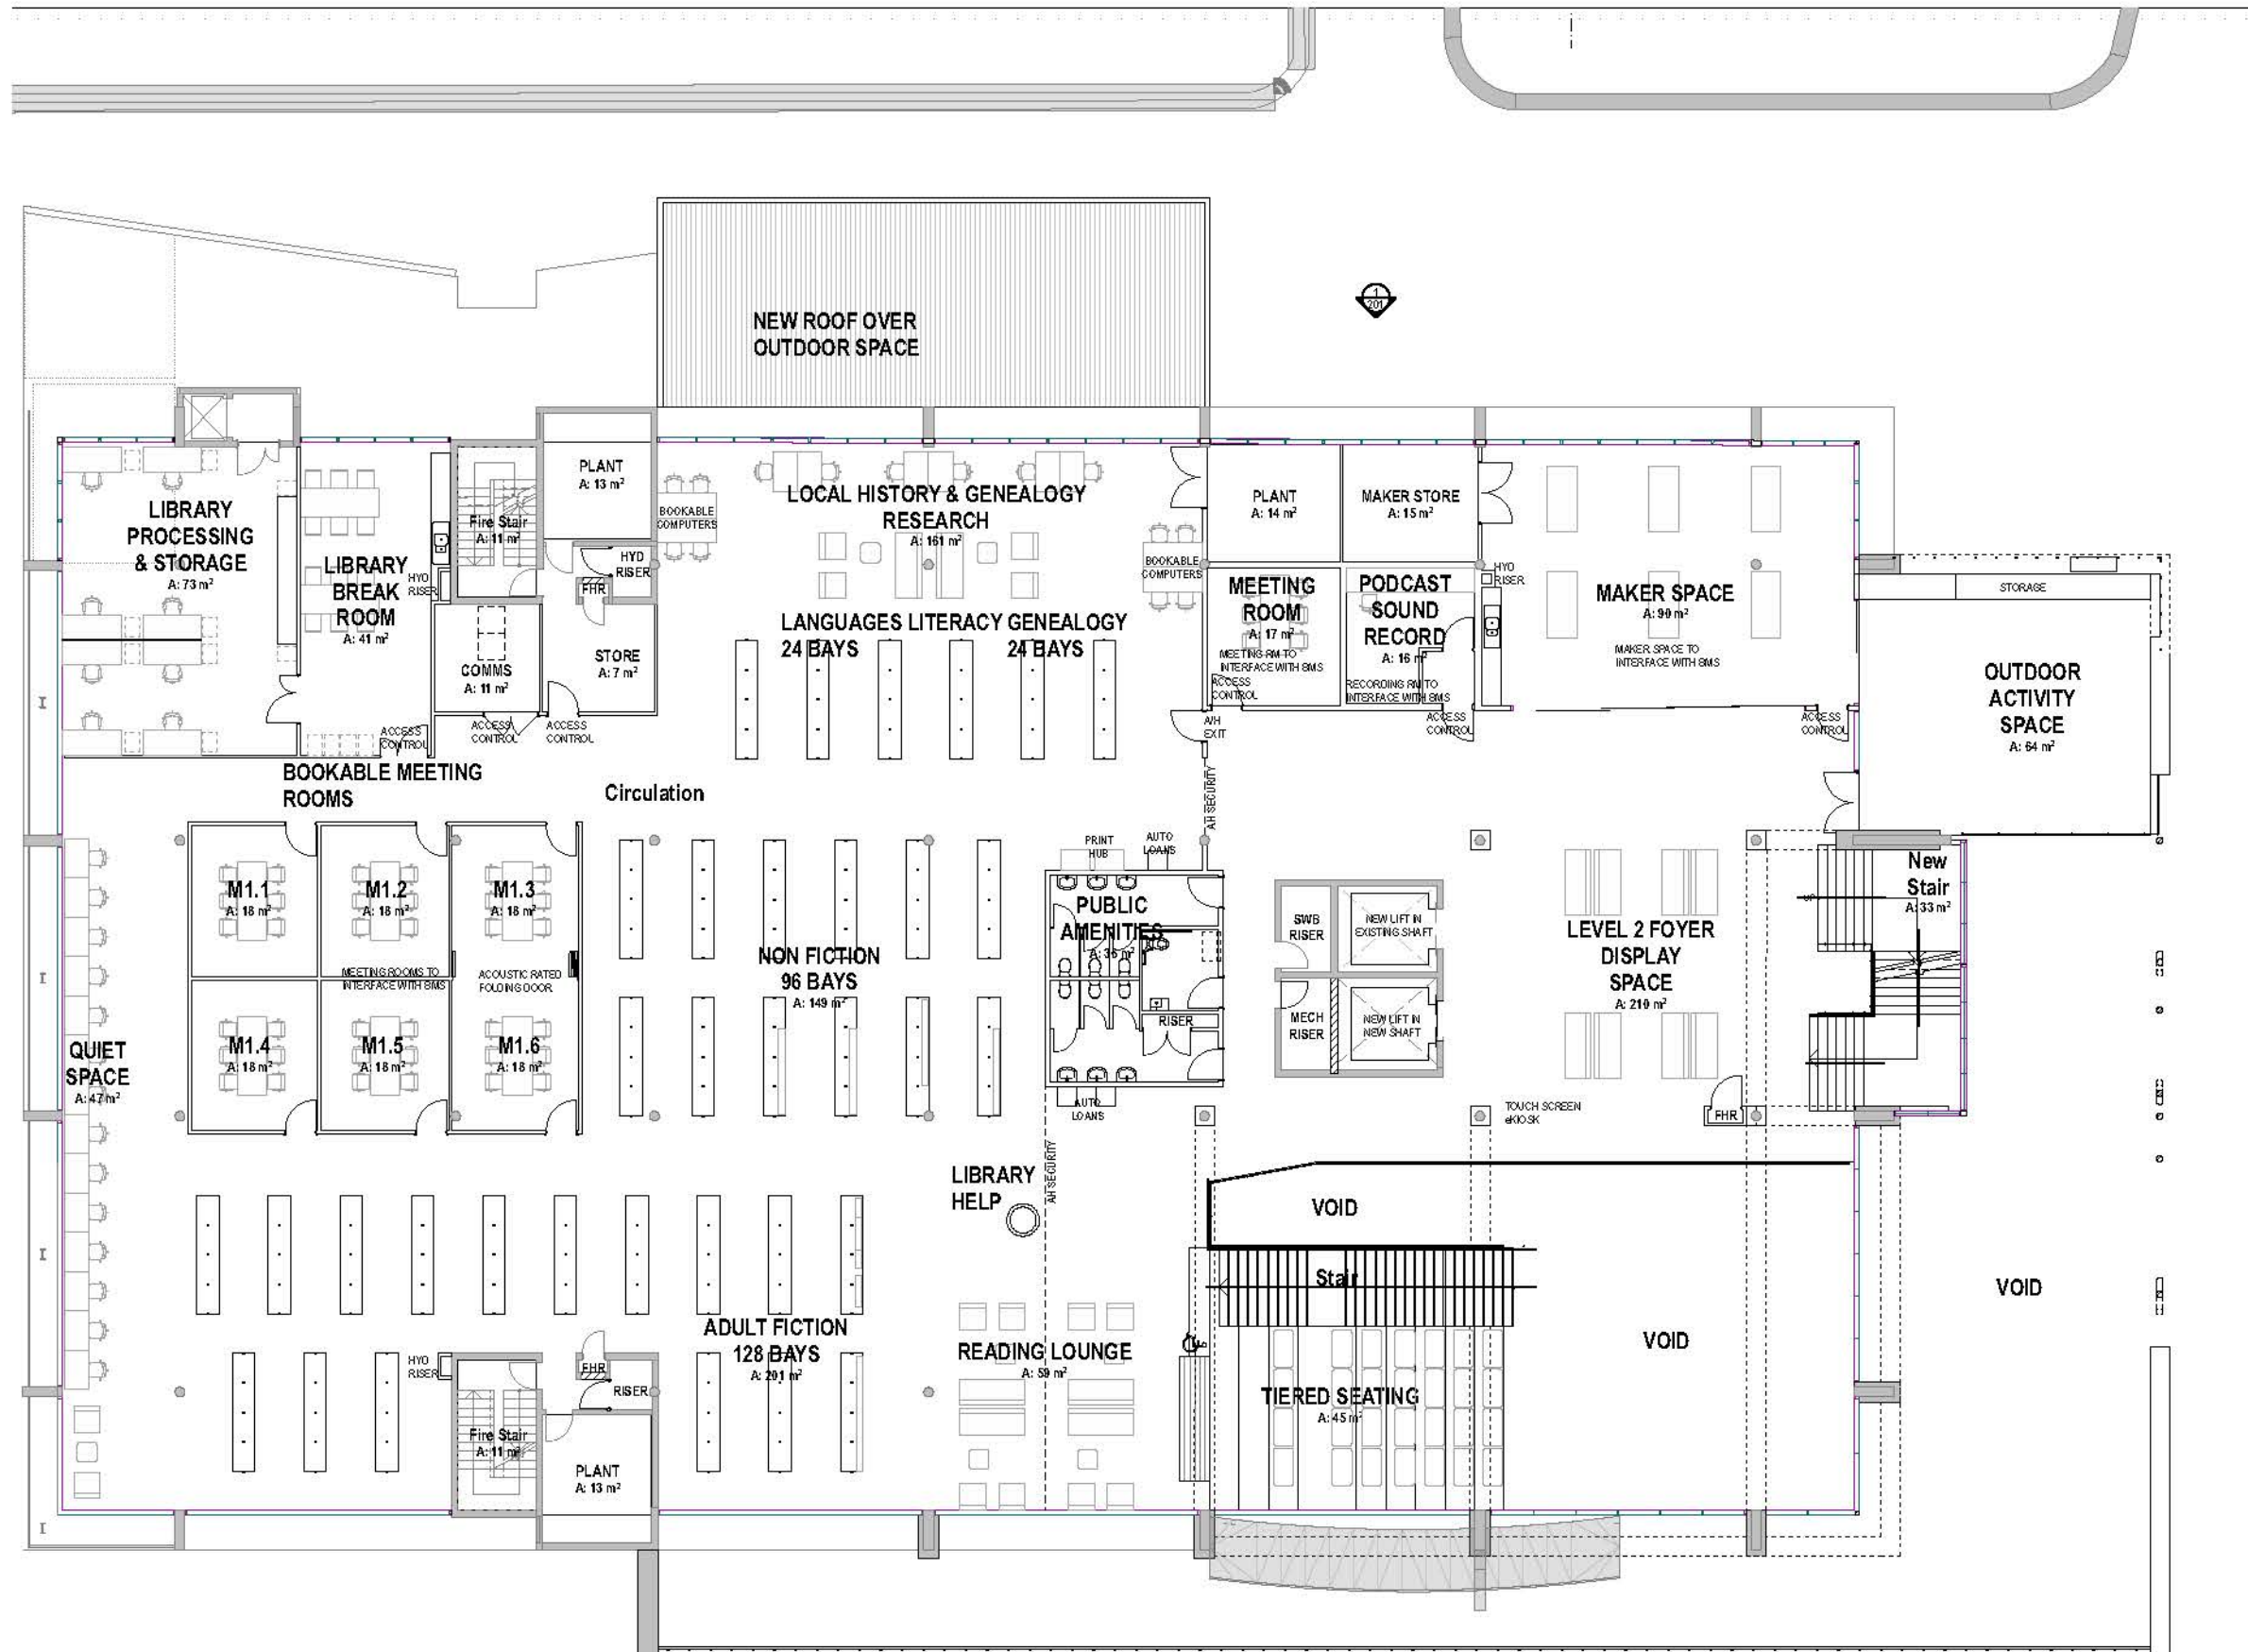 1
201
NEW ROOF OVER
OUTDOOR SPACE
LIBRARY
PROCESSING
& STORAGE
A: 73 m²
LIBRARY
BREAK
ROOM
A: 41 m²
HYD
RISER
Fire Stair
A: 11 m²
PLANT
A: 13 m²
HYD
RISER
FHR
COMMS
A: 11 m²
STORE
A: 7 m²
ACCESS
CONTROL
ACCESS
CONTROL
ACCESS
CONTROL
BOOKABLE
COMPUTERS
LOCAL HISTORY & GENEALOGY
RESEARCH
A: 161 m²
BOOKABLE
COMPUTERS
LANGUAGES LITERACY GENEALOGY
24 BAYS
24 BAYS
PLANT
A: 14 m²
MAKER STORE
A: 15 m²
MEETING
ROOM
A: 17 m²
MEETING RM TO
INTERFACE WITH BMS
ACCESS
CONTROL
PODCAST
SOUND
RECORD
A: 16 m²
RECORDING RM TO
INTERFACE WITH BMS
ACCESS
CONTROL
HYD
RISER
MAKER SPACE
A: 90 m²
MAKER SPACE TO
INTERFACE WITH BMS
ACCESS
CONTROL
STORAGE
OUTDOOR
ACTIVITY
SPACE
A: 64 m²
A/H
EXIT
AH SECURITY
BOOKABLE MEETING
ROOMS
Circulation
M1.1
A: 18 m²
M1.2
A: 18 m²
M1.3
A: 18 m²
MEETING ROOMS TO
INTERFACE WITH BMS
ACOUSTIC RATED
FOLDING DOOR
M1.4
A: 18 m²
M1.5
A: 18 m²
M1.6
A: 18 m²
QUIET
SPACE
A: 47 m²
NON FICTION
96 BAYS
A: 149 m²
PRINT
HUB
AUTO
LOANS
PUBLIC
AMENITIES
A: 36 m²
RISER
AUTO
LOANS
SWB
RISER
NEW LIFT IN
EXISTING SHAFT
MECH
RISER
NEW LIFT IN
NEW SHAFT
LEVEL 2 FOYER
DISPLAY
SPACE
A: 210 m²
New
Stair
A: 33 m²
TOUCH SCREEN
eKIOSK
FHR
LIBRARY
HELP
AH SECURITY
VOID
Stair
VOID
VOID
ADULT FICTION
128 BAYS
A: 201 m²
READING LOUNGE
A: 59 m²
TIERED SEATING
A: 45 m²
HYD
RISER
FHR
RISER
Fire Stair
A: 11 m²
PLANT
A: 13 m²